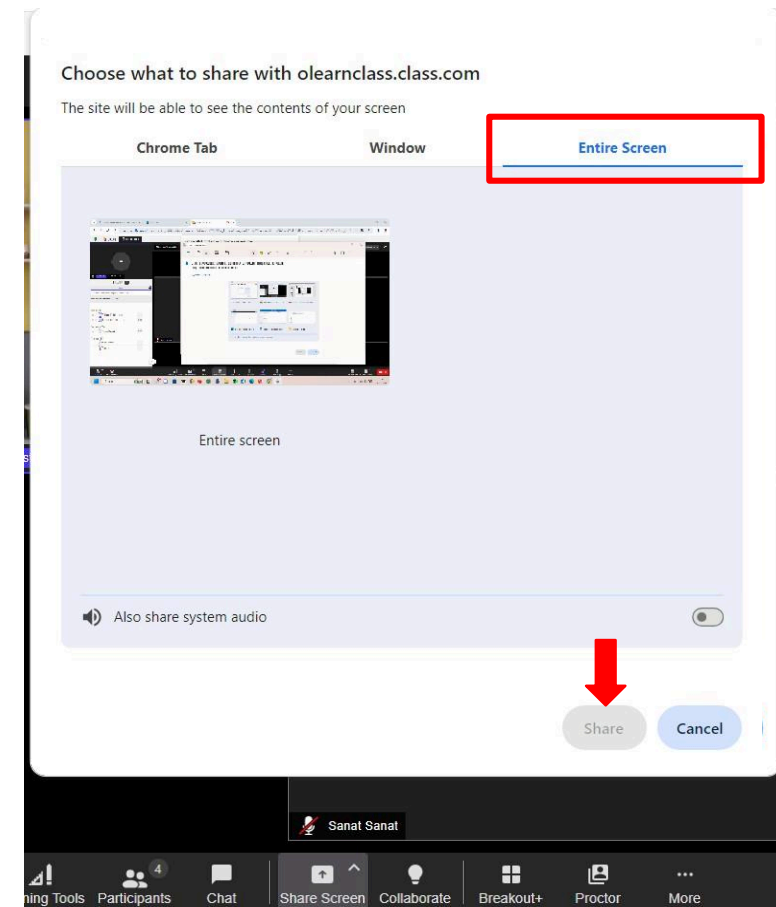 Choose what to share with olearnclass.class.com
The site will be able to see the contents of your screen
Chrome Tab Window Entire Screen
Entire screen
Also share system audio
Share Cancel
Sanat Sanat
4
ning Tools Participants Chat Share Screen Collaborate Breakout+ Proctor More